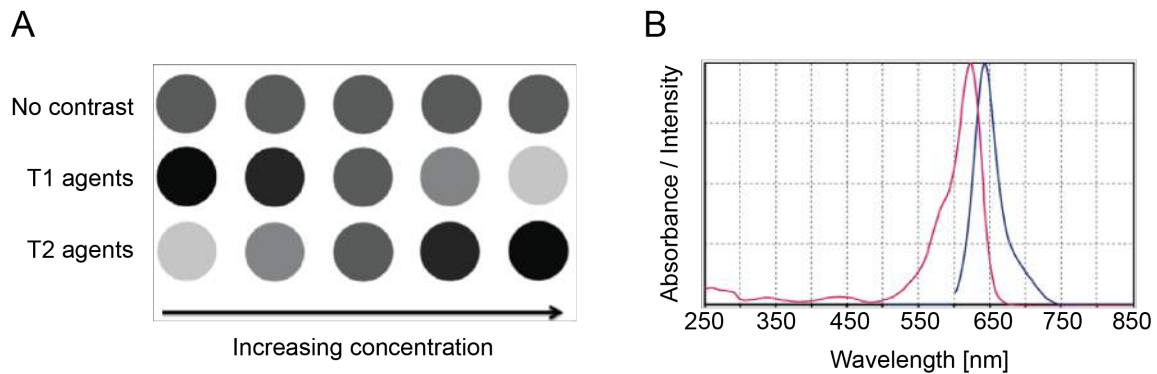 A
No contrast
T1 agents
T2 agents
Increasing concentration
B
Absorbance / Intensity
250 350 450 550 650 750 850
Wavelength [nm]